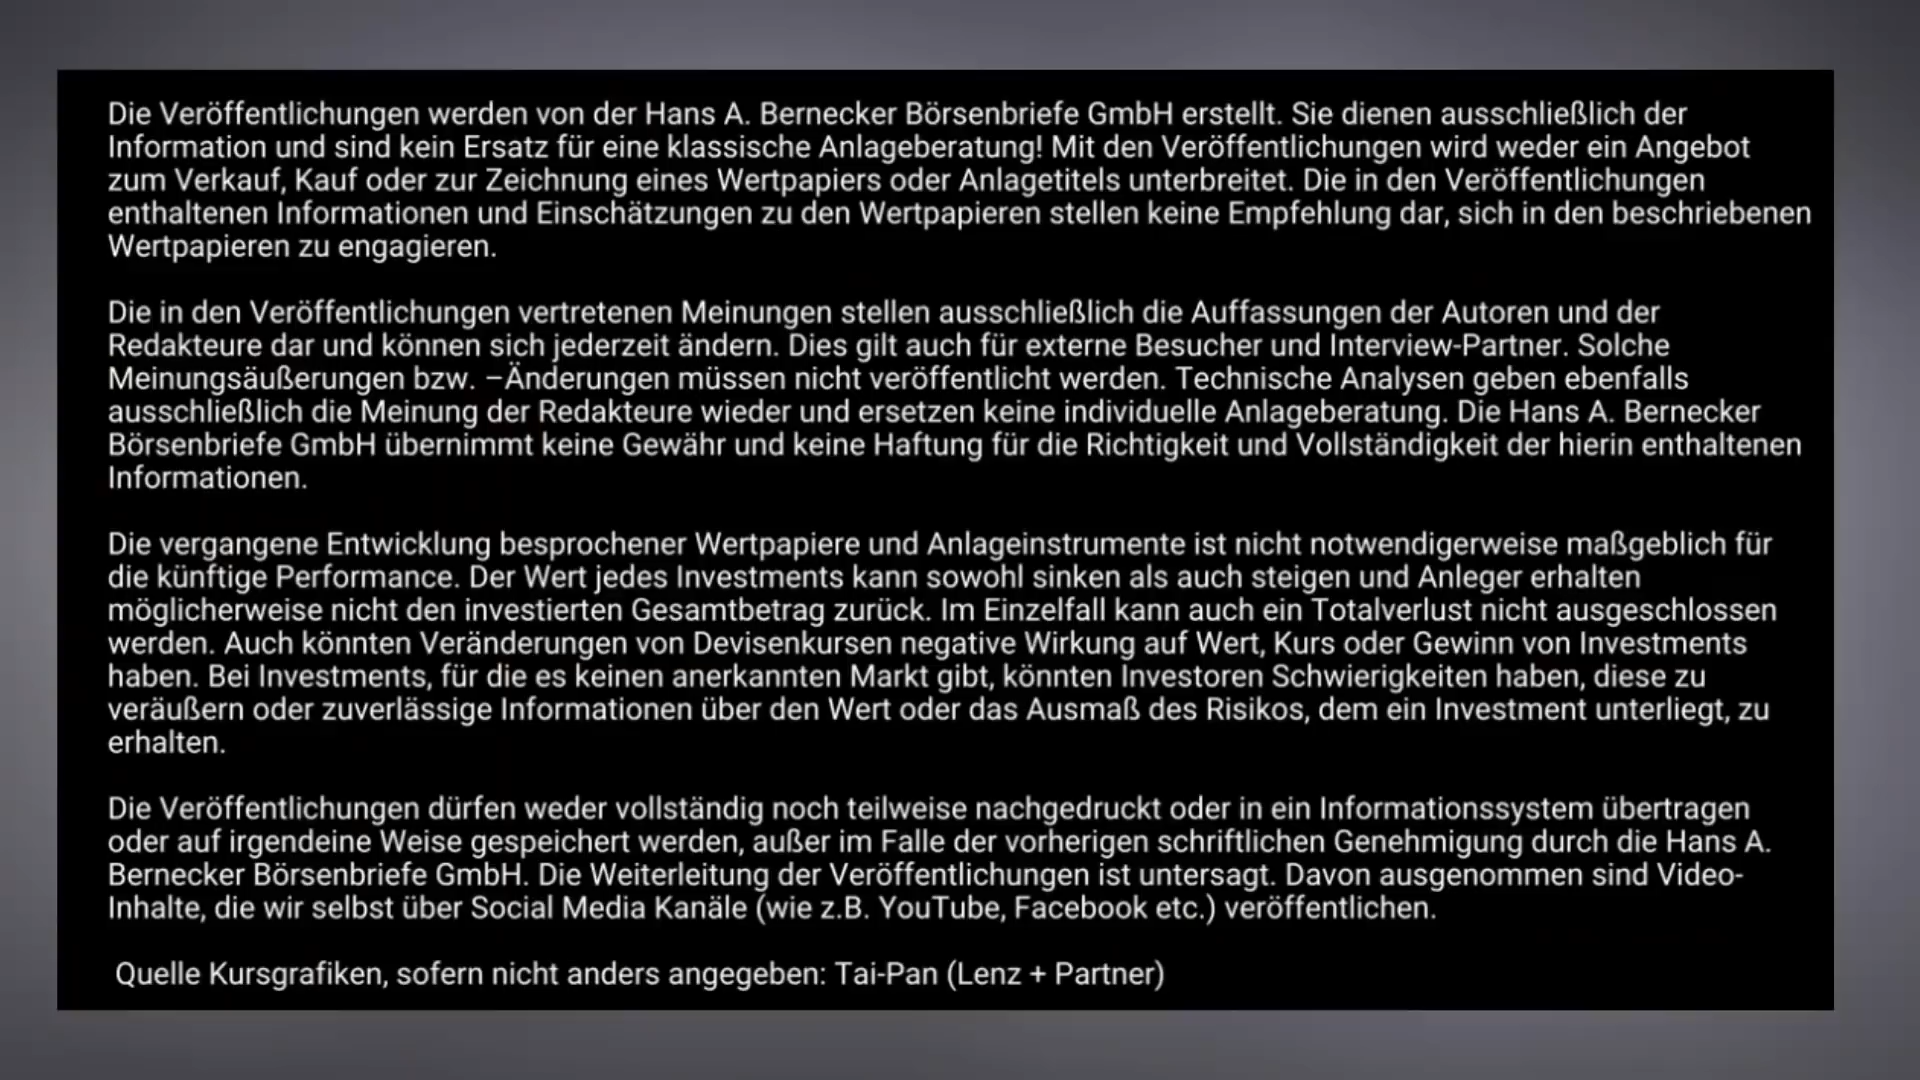 Die Veröffentlichungen werden von der Hans A. Bernecker Börsenbriefe GmbH erstellt. Sie dienen ausschließlich der
Information und sind kein Ersatz für eine klassische Anlageberatung! Mit den Veröffentlichungen wird weder ein Angebot
zum Verkauf, Kauf oder zur Zeichnung eines Wertpapiers oder Anlagetitels unterbreitet. Die in den Veröffentlichungen
enthaltenen Informationen und Einschätzungen zu den Wertpapieren stellen keine Empfehlung dar, sich in den beschriebenen
Wertpapieren zu engagieren.
Die in den Veröffentlichungen vertretenen Meinungen stellen ausschließlich die Auffassungen der Autoren und der
Redakteure dar und können sich jederzeit ändern. Dies gilt auch für externe Besucher und Interview-Partner. Solche
Meinungsäußerungen bzw. –Änderungen müssen nicht veröffentlicht werden. Technische Analysen geben ebenfalls
ausschließlich die Meinung der Redakteure wieder und ersetzen keine individuelle Anlageberatung. Die Hans A. Bernecker
Börsenbriefe GmbH übernimmt keine Gewähr und keine Haftung für die Richtigkeit und Vollständigkeit der hierin enthaltenen
Informationen.
Die vergangene Entwicklung besprochener Wertpapiere und Anlageinstrumente ist nicht notwendigerweise maßgeblich für
die künftige Performance. Der Wert jedes Investments kann sowohl sinken als auch steigen und Anleger erhalten
möglicherweise nicht den investierten Gesamtbetrag zurück. Im Einzelfall kann auch ein Totalverlust nicht ausgeschlossen
werden. Auch könnten Veränderungen von Devisenkursen negative Wirkung auf Wert, Kurs oder Gewinn von Investments
haben. Bei Investments, für die es keinen anerkannten Markt gibt, könnten Investoren Schwierigkeiten haben, diese zu
veräußern oder zuverlässige Informationen über den Wert oder das Ausmaß des Risikos, dem ein Investment unterliegt, zu
erhalten.
Die Veröffentlichungen dürfen weder vollständig noch teilweise nachgedruckt oder in ein Informationssystem übertragen
oder auf irgendeine Weise gespeichert werden, außer im Falle der vorherigen schriftlichen Genehmigung durch die Hans A.
Bernecker Börsenbriefe GmbH. Die Weiterleitung der Veröffentlichungen ist untersagt. Davon ausgenommen sind Video-
Inhalte, die wir selbst über Social Media Kanäle (wie z.B. YouTube, Facebook etc.) veröffentlichen.
Quelle Kursgrafiken, sofern nicht anders angegeben: Tai-Pan (Lenz + Partner)